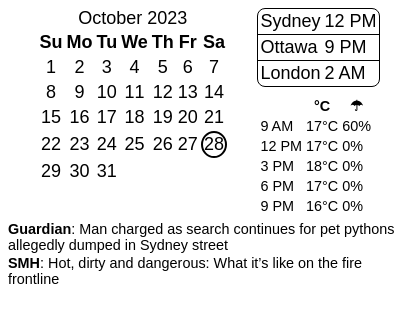 October 2023
Su Mo Tu We Th Fr Sa
1 2 3 4 5 6 7
8 9 10 11 12 13 14
15 16 17 18 19 20 21
22 23 24 25 26 27 28
29 30 31
Sydney 12 PM
Ottawa 9 PM
London 2 AM
°C ☂
9 AM 17°C 60%
12 PM 17°C 0%
3 PM 18°C 0%
6 PM 17°C 0%
9 PM 16°C 0%
Guardian: Man charged as search continues for pet pythons
allegedly dumped in Sydney street
SMH: Hot, dirty and dangerous: What it’s like on the fire
frontline